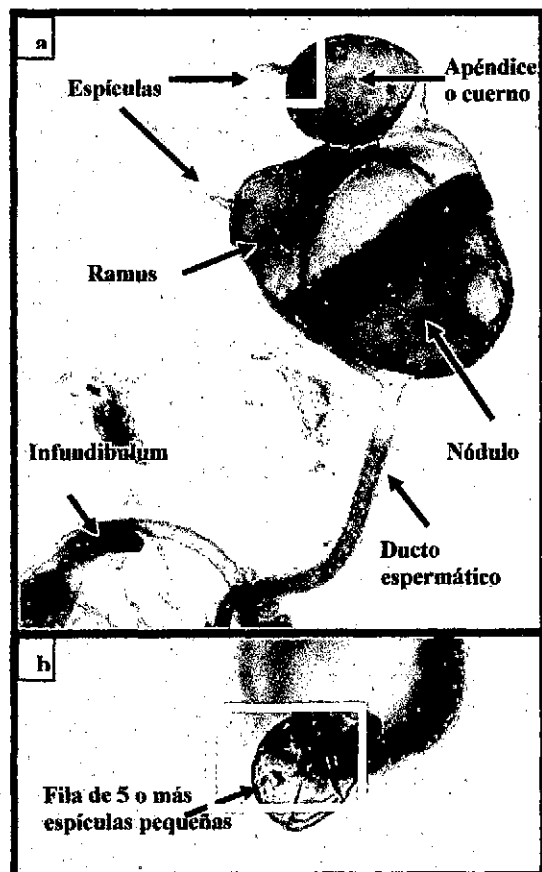 a
Espículas
Apéndice
o cuerno
Ramus
Infundibulum
Nódulo
Ducto
espermático
b
Fila de 5 o más
espículas pequeñas